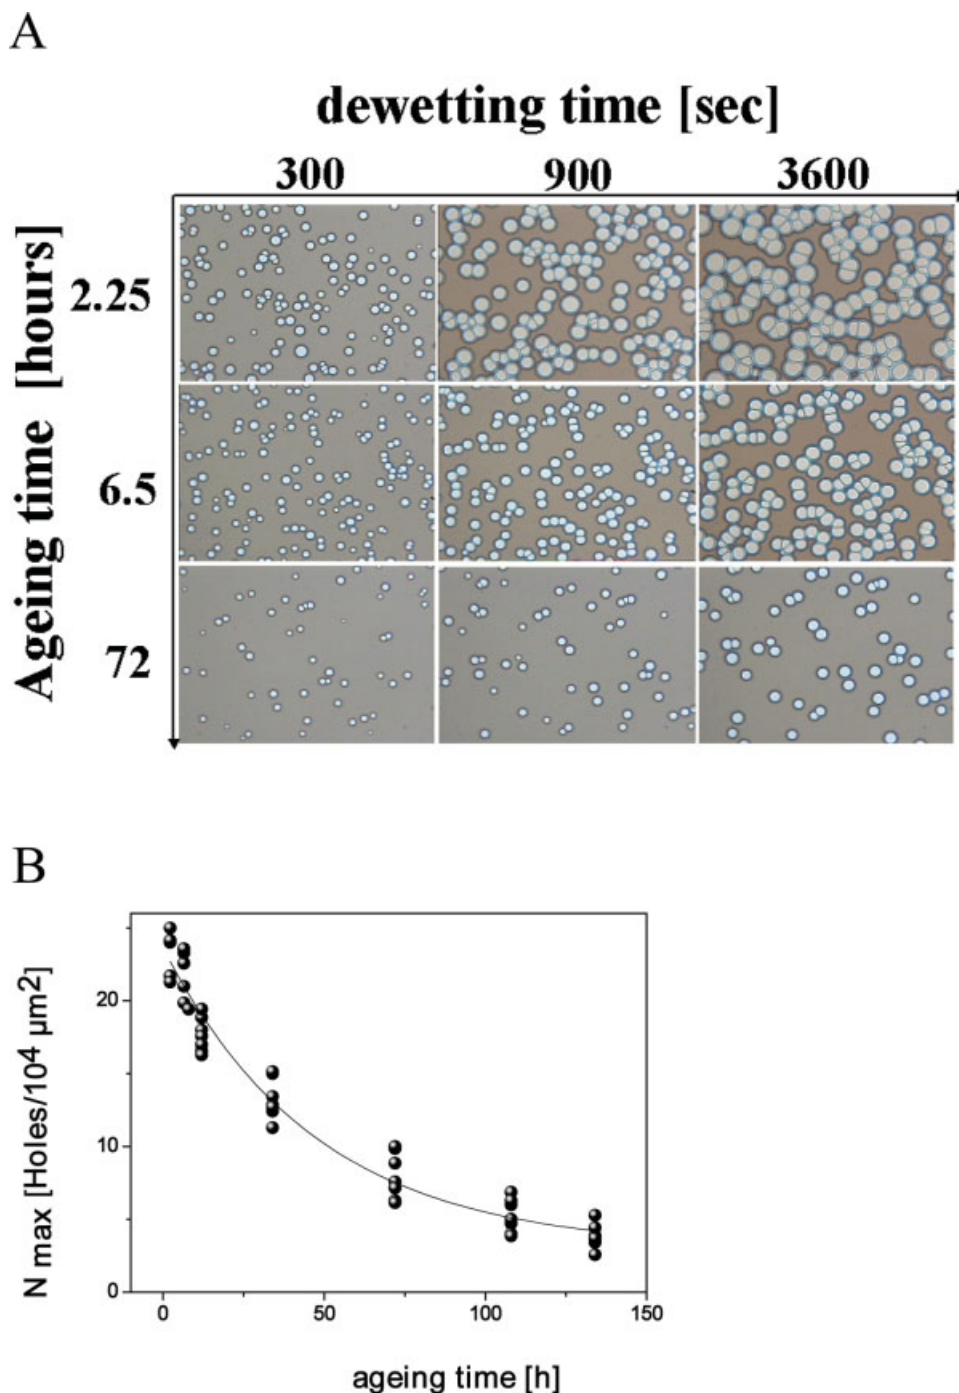 A
dewetting time [sec]
300 900 3600
Ageing time [hours]
2.25
6.5
72
B
N max [Holes/10⁴ µm²]
20
10
0
0 50 100 150
ageing time [h]